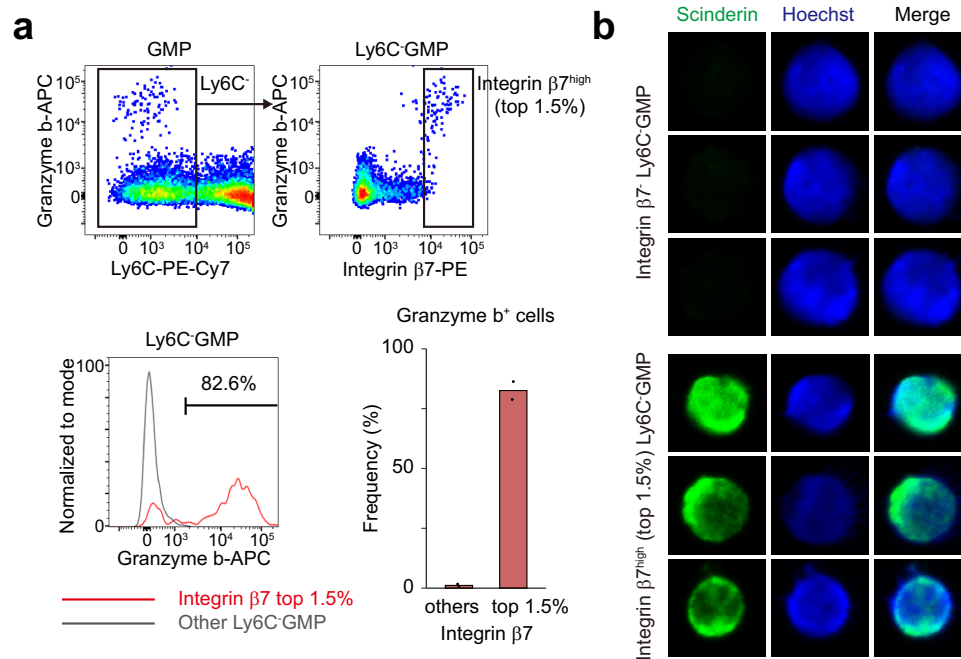 a
GMP
Granzyme b-APC
10⁵
10⁴
10³
0
0 10³ 10⁴ 10⁵
Ly6C-PE-Cy7
Ly6C⁻
Ly6C⁻GMP
Granzyme b-APC
10⁵
10⁴
10³
0
0 10³ 10⁴ 10⁵
Integrin β7-PE
Integrin β7ʰⁱᵍʰ
(top 1.5%)
Ly6C⁻GMP
Normalized to mode
100
0
82.6%
0 10³ 10⁴ 10⁵
Granzyme b-APC
Integrin β7 top 1.5%
Other Ly6C⁻GMP
Granzyme b⁺ cells
Frequency (%)
100
50
0
others top 1.5%
Integrin β7
b
Scinderin Hoechst Merge
Integrin β7⁻ Ly6C⁻GMP
Integrin β7ʰⁱᵍʰ (top 1.5%) Ly6C⁻GMP